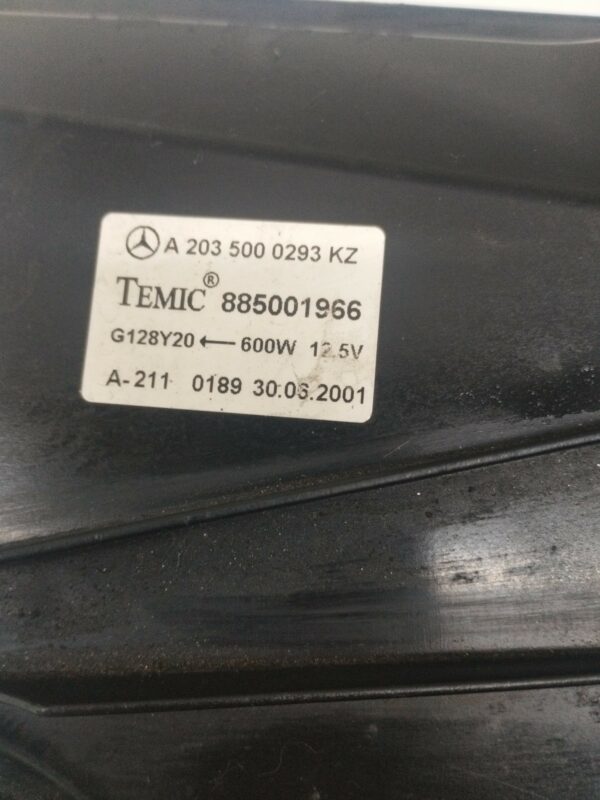 A 203 500 0293 KZ
TEMIC® 885001966
G128Y20 ← 600W 12.5V
A-211 0189 30.06.2001